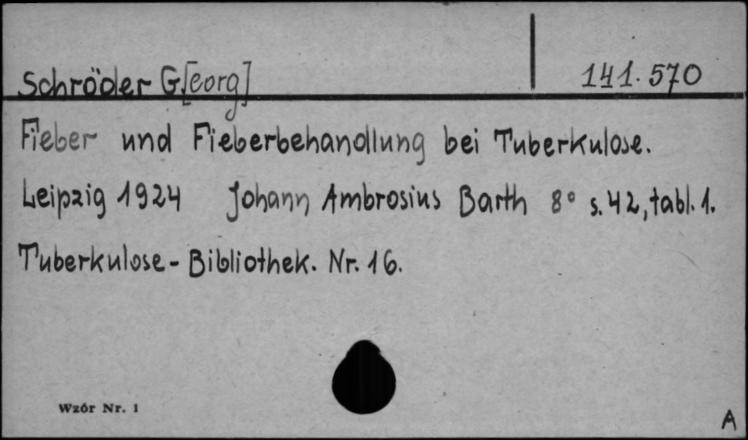 Schröder G[eorg] 141.570
Fieber und Fieberbehandlung bei Tuberkulose.
Leipzig 1924 Johann Ambrosius Barth 8° s.42, tabl.1.
Tuberkulose-Bibliothek. Nr. 16.
Wzór Nr. 1
A